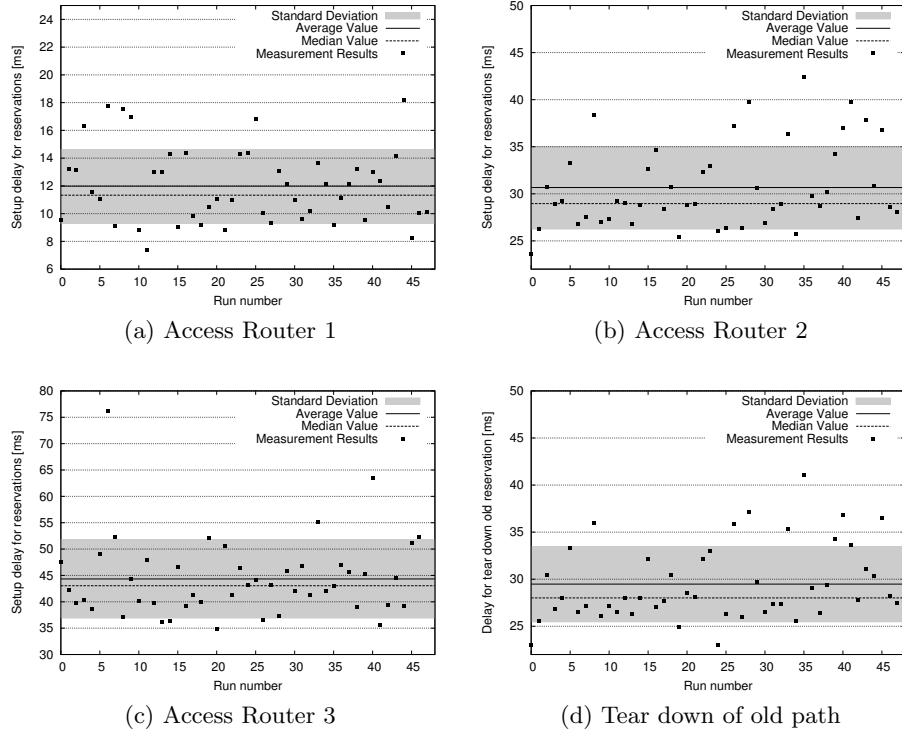 Setup delay for reservations [ms]
24
22
20
18
16
14
12
10
8
6
Standard Deviation
Average Value
Median Value
Measurement Results
0 5 10 15 20 25 30 35 40 45
Run number
(a) Access Router 1
Setup delay for reservations [ms]
50
45
40
35
30
25
Standard Deviation
Average Value
Median Value
Measurement Results
0 5 10 15 20 25 30 35 40 45
Run number
(b) Access Router 2
Setup delay for reservations [ms]
80
75
70
65
60
55
50
45
40
35
30
Standard Deviation
Average Value
Median Value
Measurement Results
0 5 10 15 20 25 30 35 40 45
Run number
(c) Access Router 3
Delay for tear down old reservation [ms]
50
45
40
35
30
25
Standard Deviation
Average Value
Median Value
Measurement Results
0 5 10 15 20 25 30 35 40 45
Run number
(d) Tear down of old path